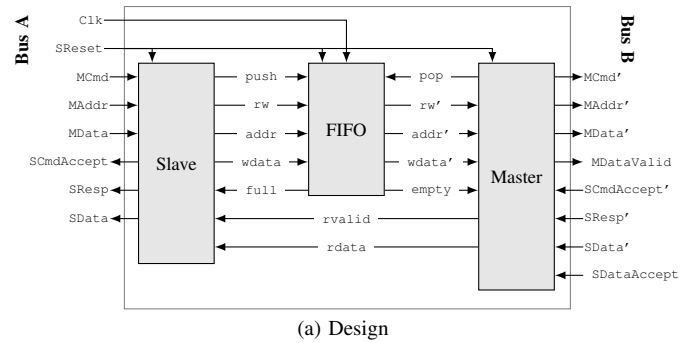 Bus A
Bus B
Clk
SReset
MCmd push pop MCmd'
MAddr rw rw' MAddr'
FIFO
MData addr addr' MData'
Slave
SCmdAccept wdata wdata' MDataValid
Master
SResp full empty SCmdAccept'
SData rvalid SResp'
rdata SData'
SDataAccept
(a) Design